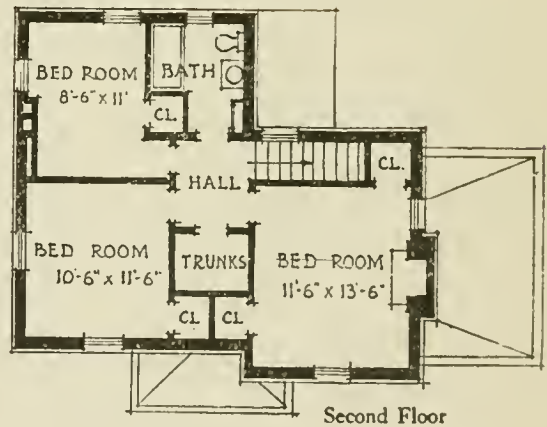 BED ROOM
8'-6" x 11'
BATH
CL.
CL.
HALL
BED ROOM
10'-6" x 11'-6"
TRUNKS
BED ROOM
11'-6" x 13'-6"
CL
CL
Second Floor